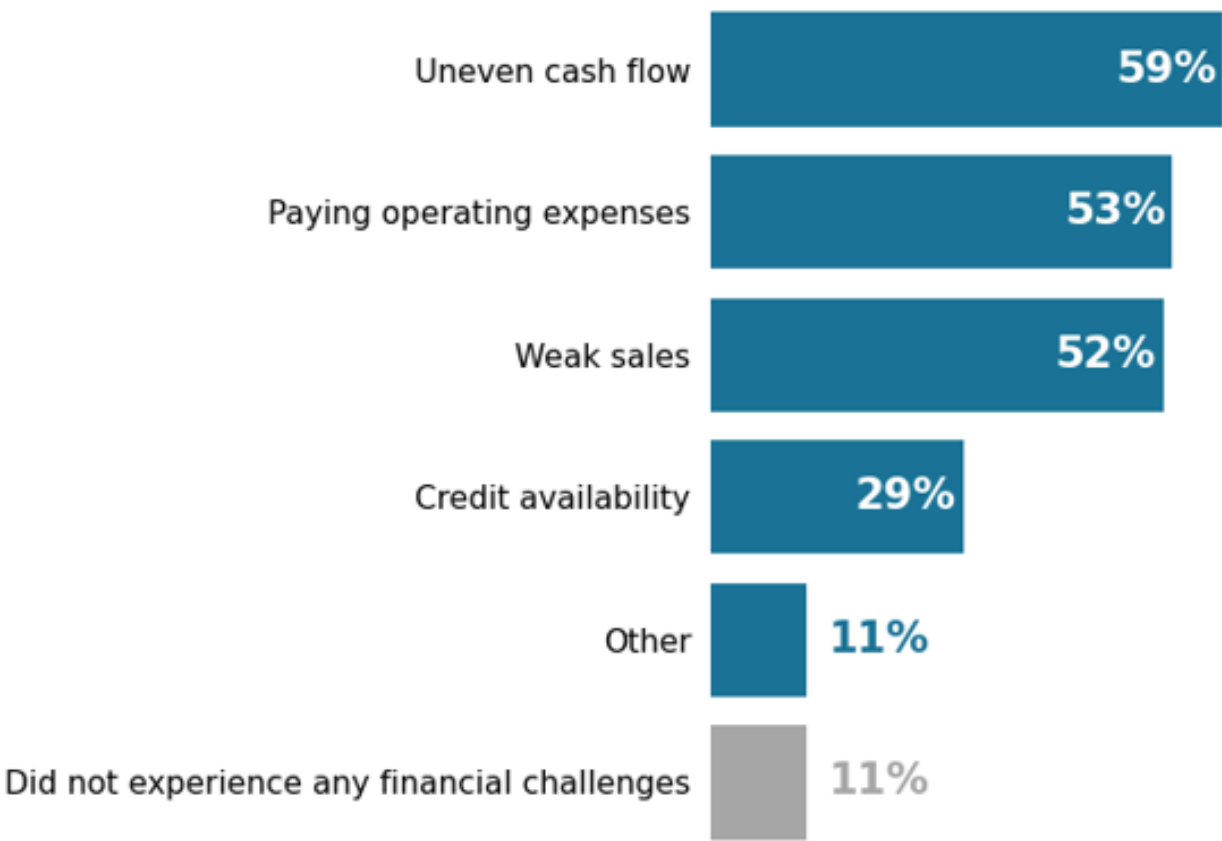 Uneven cash flow 59%
Paying operating expenses 53%
Weak sales 52%
Credit availability 29%
Other 11%
Did not experience any financial challenges 11%